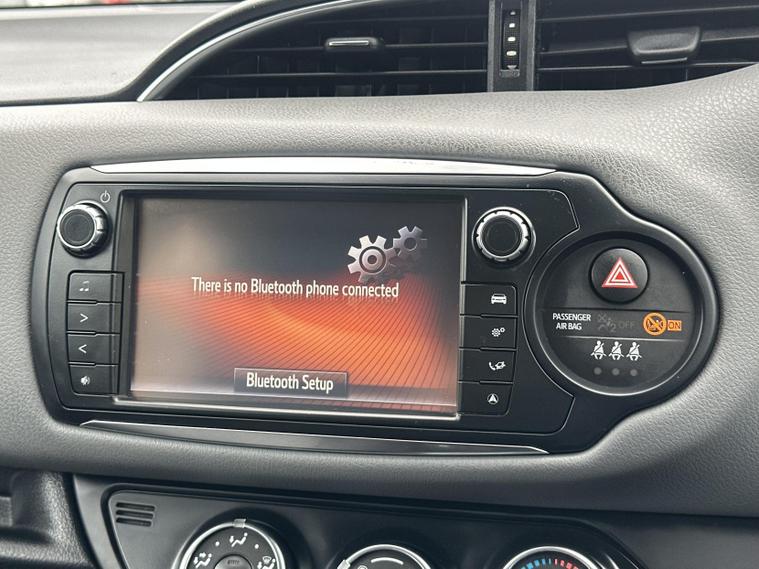 There is no Bluetooth phone connected
Bluetooth Setup
PASSENGER
AIR BAG
OFF
ON